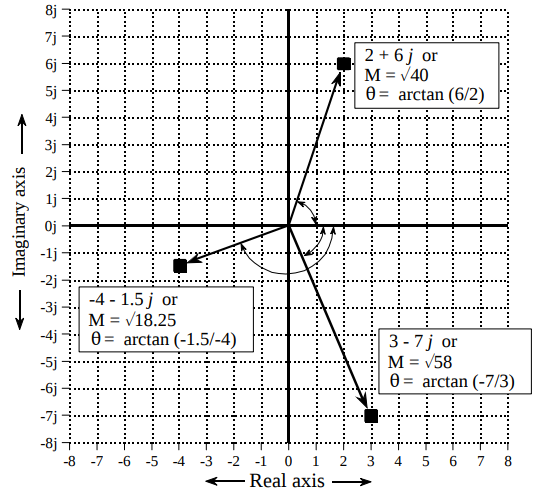 8j
7j
6j
5j
4j
3j
2j
1j
0j
-1j
-2j
-3j
-4j
-5j
-6j
-7j
-8j
Imaginary axis
2 + 6 j or
M = √40
θ = arctan (6/2)
-4 - 1.5 j or
M = √18.25
θ = arctan (-1.5/-4)
3 - 7 j or
M = √58
θ = arctan (-7/3)
-8 -7 -6 -5 -4 -3 -2 -1 0 1 2 3 4 5 6 7 8
Real axis